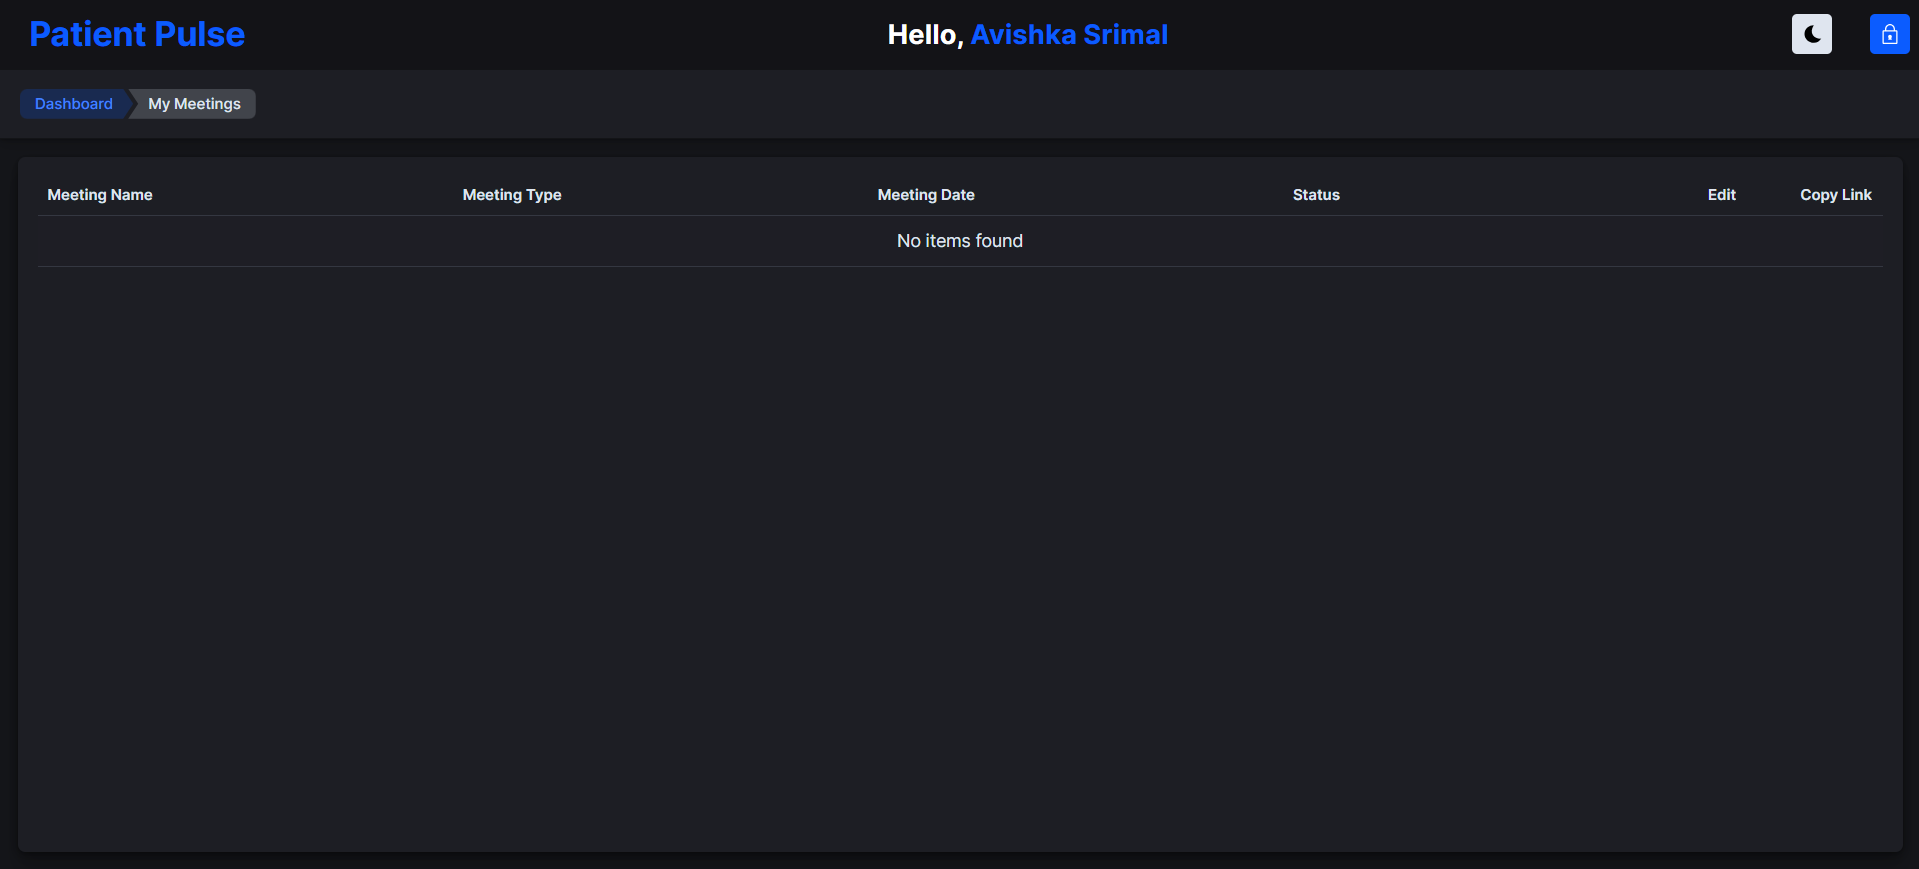 Patient Pulse
Hello, Avishka Srimal
Dashboard
My Meetings
Meeting Name Meeting Type Meeting Date Status Edit Copy Link
No items found